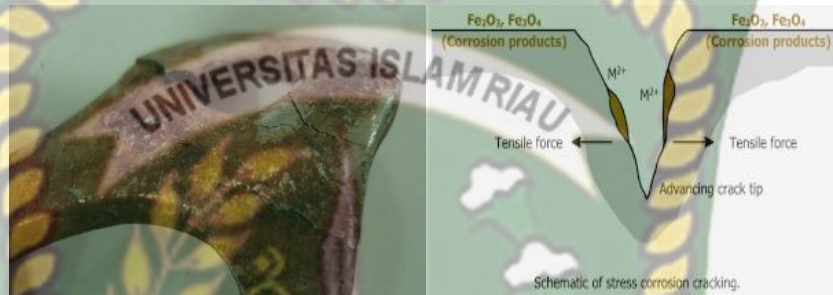 UNIVERSITAS ISLAM RIAU
Fe₂O₃, Fe₃O₄
(Corrosion products)
Fe₂O₃, Fe₃O₄
(Corrosion products)
M²⁺
M²⁺
Tensile force
Tensile force
Advancing crack tip
Schematic of stress corrosion cracking.